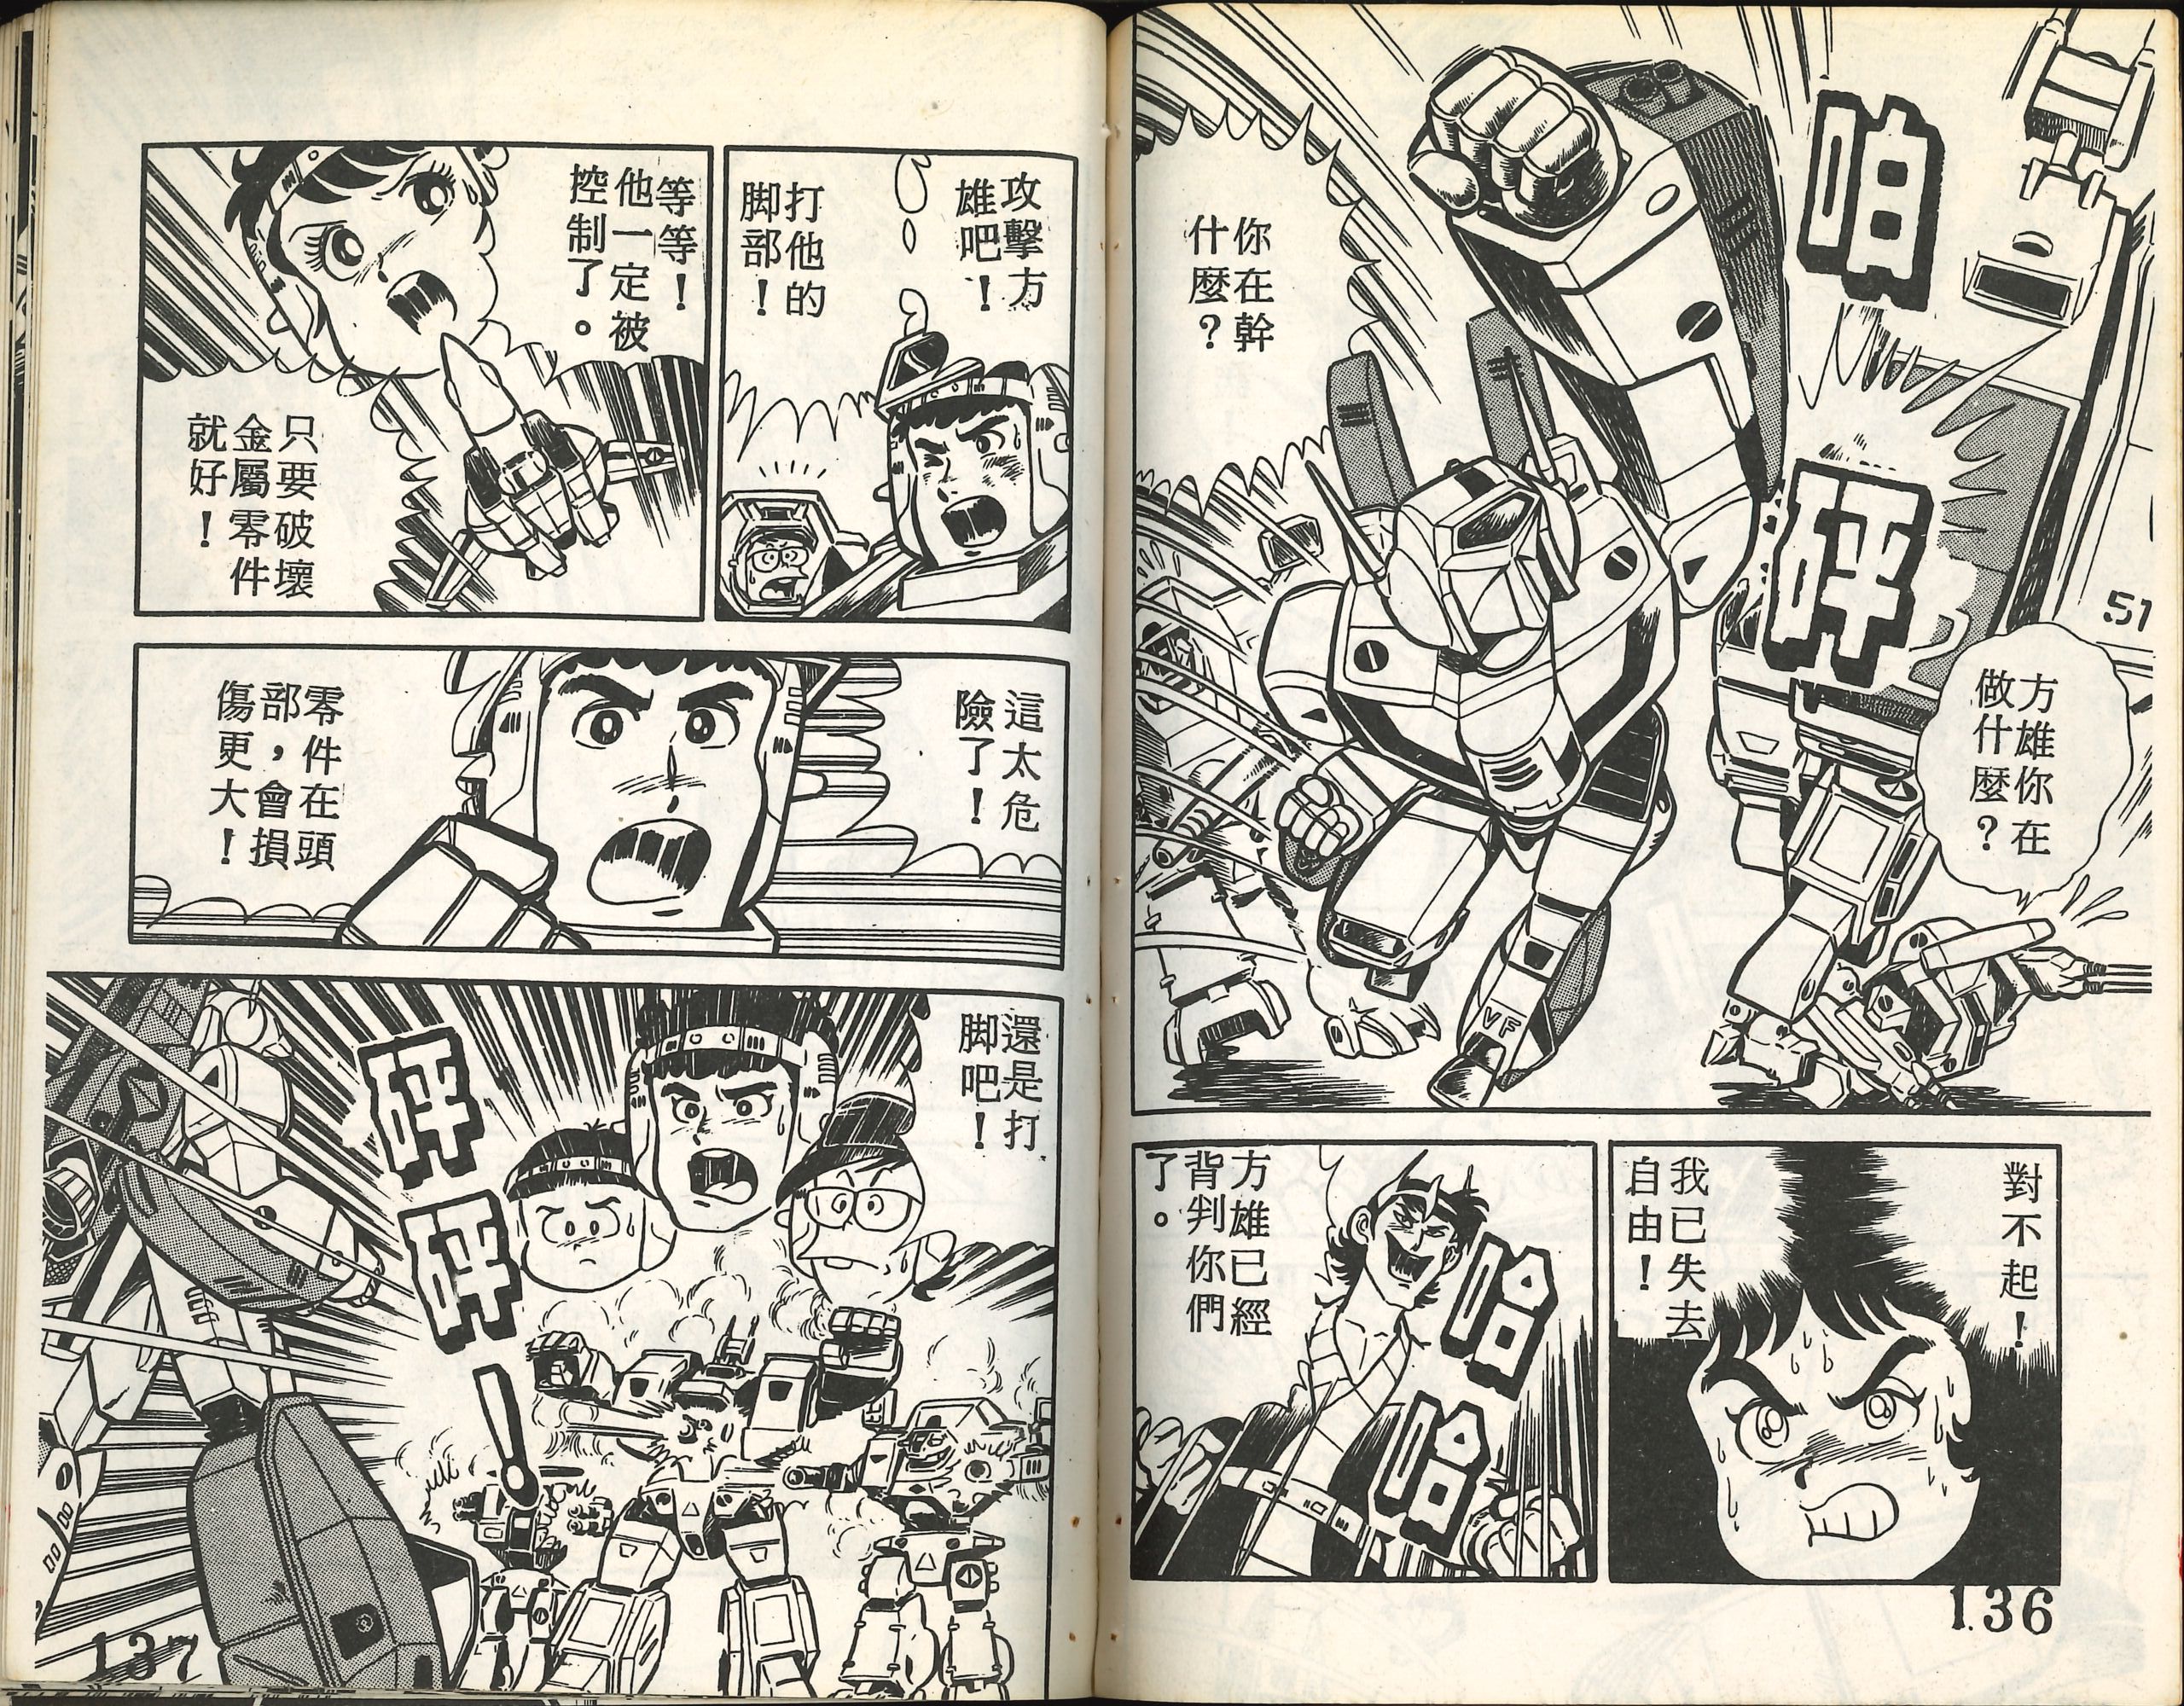 啪
砰
51
方雄你在
做什麼？
你在幹
什麼？
VF
對不起！
我已失去
自由！
哈
哈
方雄已經
背判你們
了。
136
攻擊方
雄吧！
打他的
脚部！
等等！
他一定被
控制了。
只要破壞
金屬零件
就好！
這太危
險了！
零件在頭
部，會損
傷更大！
還是打
脚吧！
砰
砰
！
137